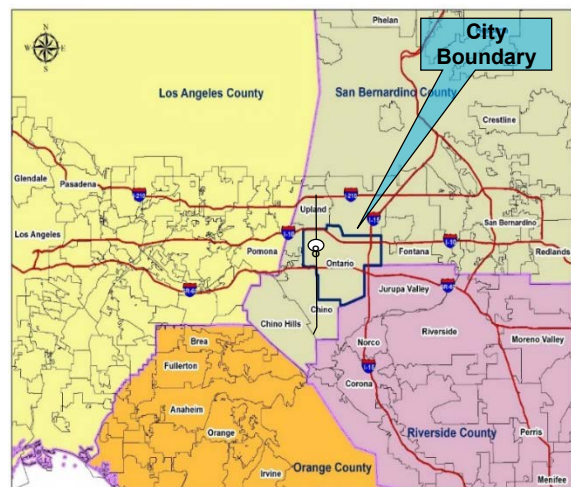 Phelan
City
Boundary
N
W
E
S
Los Angeles County
San Bernardino County
Crestline
Glendale
Pasadena
I-210
I-210
Upland
I-15
San Bernardino
Los Angeles
I-10
Pomona
Ontario
Fontana
I-10
Redlands
8
SR-60
Jurupa Valley
SR-60
Chino
Chino Hills
Riverside
Moreno Valley
Brea
Norco
Fullerton
I-15
Corona
Anaheim
Orange
Riverside County
Perris
Orange County
Irvine
Menifee